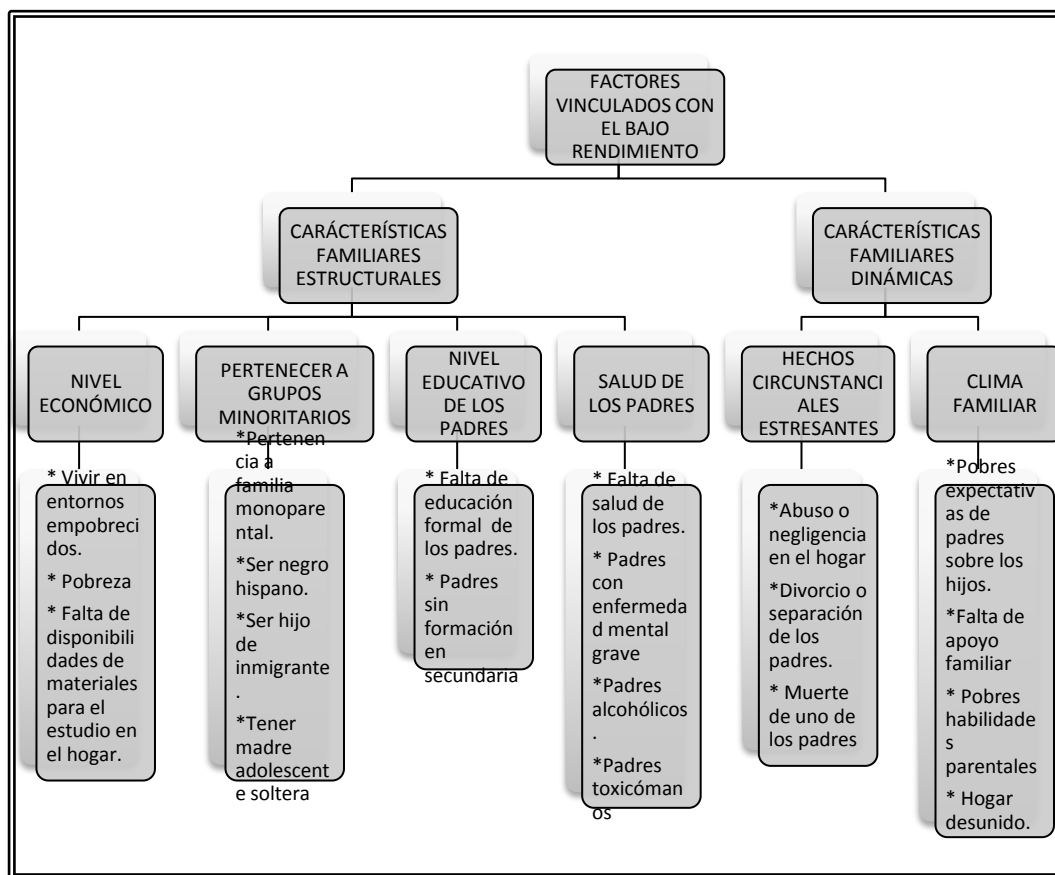 FACTORES
VINCULADOS CON
EL BAJO
RENDIMIENTO
CARÁCTERÍSTICAS
FAMILIARES
ESTRUCTURALES
CARÁCTERÍSTICAS
FAMILIARES
DINÁMICAS
NIVEL
ECONÓMICO
PERTENECER A
GRUPOS
MINORITARIOS
NIVEL
EDUCATIVO
DE LOS
PADRES
SALUD DE
LOS PADRES
HECHOS
CIRCUNSTANCI
ALES
ESTRESANTES
CLIMA
FAMILIAR
* Vivir en
entornos
empobreci
dos.
* Pobreza
* Falta de
disponibili
dades de
materiales
para el
estudio en
el hogar.
*Pertenen
cia a
familia
monopare
ntal.
*Ser negro
hispano.
*Ser hijo
de
inmigrante
.
*Tener
madre
adolescent
e soltera
* Falta de
educación
formal de
los padres.
* Padres
sin
formación
en
secundaria
* Falta de
salud de
los padres.
* Padres
con
enfermeda
d mental
grave
*Padres
alcohólicos
.
*Padres
toxicóman
os
*Abuso o
negligencia
en el hogar
*Divorcio o
separación
de los
padres.
* Muerte
de uno de
los padres
*Pobres
expectativ
as de
padres
sobre los
hijos.
*Falta de
apoyo
familiar
* Pobres
habilidade
s
parentales
* Hogar
desunido.